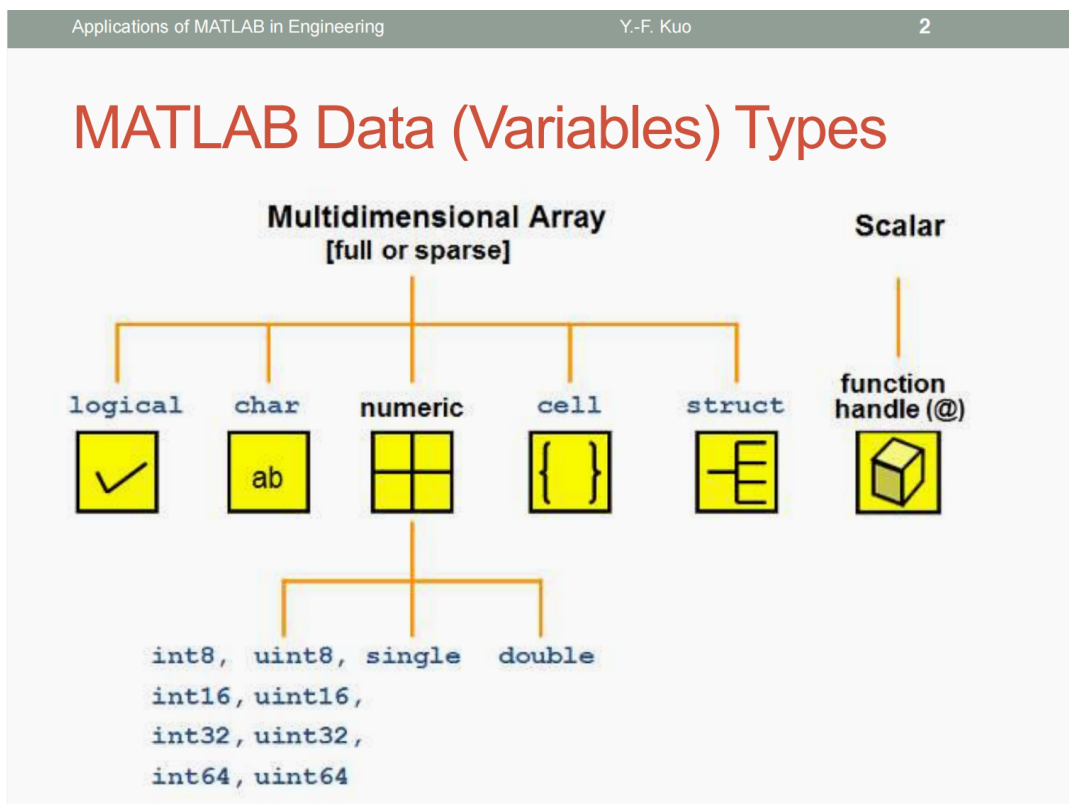 Applications of MATLAB in Engineering Y.-F. Kuo 2
MATLAB Data (Variables) Types
Multidimensional Array
[full or sparse]
Scalar
logical char numeric cell struct function handle (@)
ab { }
int8, uint8, single double
int16, uint16,
int32, uint32,
int64, uint64